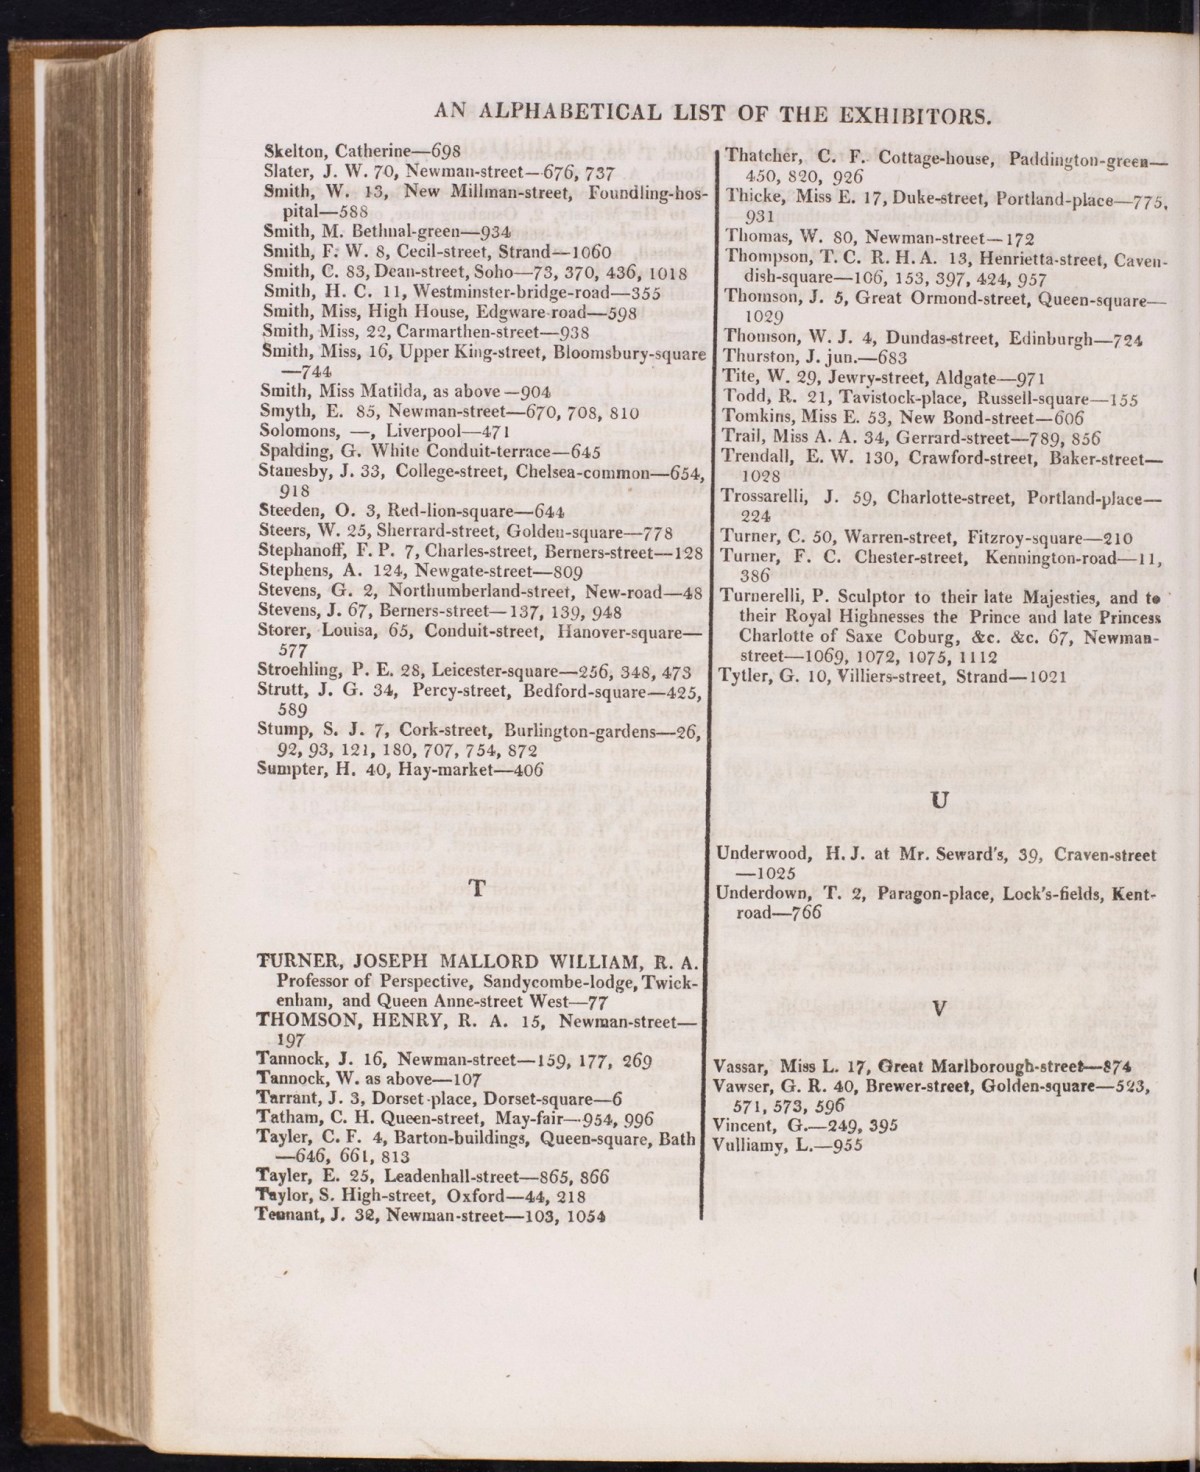 AN ALPHABETICAL LIST OF THE EXHIBITORS.
Skelton, Catherine—698
Slater, J. W. 70, Newman-street—676, 737
Smith, W. 13, New Millman-street, Foundling-hos-
pital—588
Smith, M. Bethnal-green—934
Smith, F. W. 8, Cecil-street, Strand—1060
Smith, C. 83, Dean-street, Soho—73, 370, 436, 1018
Smith, H. C. 11, Westminster-bridge-road—355
Smith, Miss, High House, Edgware-road—598
Smith, Miss, 22, Carmarthen-street—938
Smith, Miss, 16, Upper King-street, Bloomsbury-square
—744
Smith, Miss Matilda, as above—904
Smyth, E. 85, Newman-street—670, 708, 810
Solomons, —, Liverpool—471
Spalding, G. White Conduit-terrace—645
Stanesby, J. 33, College-street, Chelsea-common—654,
918
Steeden, O. 3, Red-lion-square—644
Steers, W. 25, Sherrard-street, Golden-square—778
Stephanoff, F. P. 7, Charles-street, Berners-street—128
Stephens, A. 124, Newgate-street—809
Stevens, G. 2, Northumberland-street, New-road—48
Stevens, J. 67, Berners-street—137, 139, 948
Storer, Louisa, 65, Conduit-street, Hanover-square—
577
Stroehling, P. E. 28, Leicester-square—256, 348, 473
Strutt, J. G. 34, Percy-street, Bedford-square—425,
589
Stump, S. J. 7, Cork-street, Burlington-gardens—26,
92, 93, 121, 180, 707, 754, 872
Sumpter, H. 40, Hay-market—406
T
TURNER, JOSEPH MALLORD WILLIAM, R. A.
Professor of Perspective, Sandycombe-lodge, Twick-
enham, and Queen Anne-street West—77
THOMSON, HENRY, R. A. 15, Newman-street—
197
Tannock, J. 16, Newman-street—159, 177, 269
Tannock, W. as above—107
Tarrant, J. 3, Dorset-place, Dorset-square—6
Tatham, C. H. Queen-street, May-fair—954, 996
Tayler, C. F. 4, Barton-buildings, Queen-square, Bath
—646, 661, 813
Tayler, E. 25, Leadenhall-street—865, 866
Taylor, S. High-street, Oxford—44, 218
Tennant, J. 32, Newman-street—103, 1054
Thatcher, C. F. Cottage-house, Paddington-green—
450, 820, 926
Thicke, Miss E. 17, Duke-street, Portland-place—775,
931
Thomas, W. 80, Newman-street—172
Thompson, T. C. R. H. A. 13, Henrietta-street, Caven-
dish-square—106, 153, 397, 424, 957
Thomson, J. 5, Great Ormond-street, Queen-square—
1029
Thomson, W. J. 4, Dundas-street, Edinburgh—724
Thurston, J. jun.—683
Tite, W. 29, Jewry-street, Aldgate—971
Todd, R. 21, Tavistock-place, Russell-square—155
Tomkins, Miss E. 53, New Bond-street—606
Trail, Miss A. A. 34, Gerrard-street—789, 856
Trendall, E. W. 130, Crawford-street, Baker-street—
1028
Trossarelli, J. 59, Charlotte-street, Portland-place—
224
Turner, C. 50, Warren-street, Fitzroy-square—210
Turner, F. C. Chester-street, Kennington-road—11,
386
Turnerelli, P. Sculptor to their late Majesties, and to
their Royal Highnesses the Prince and late Princess
Charlotte of Saxe Coburg, &c. &c. 67, Newman-
street—1069, 1072, 1075, 1112
Tytler, G. 10, Villiers-street, Strand—1021
U
Underwood, H. J. at Mr. Seward's, 39, Craven-street
—1025
Underdown, T. 2, Paragon-place, Lock's-fields, Kent-
road—766
V
Vassar, Miss L. 17, Great Marlborough-street—874
Vawser, G. R. 40, Brewer-street, Golden-square—523,
571, 573, 596
Vincent, G.—249, 395
Vulliamy, L.—955